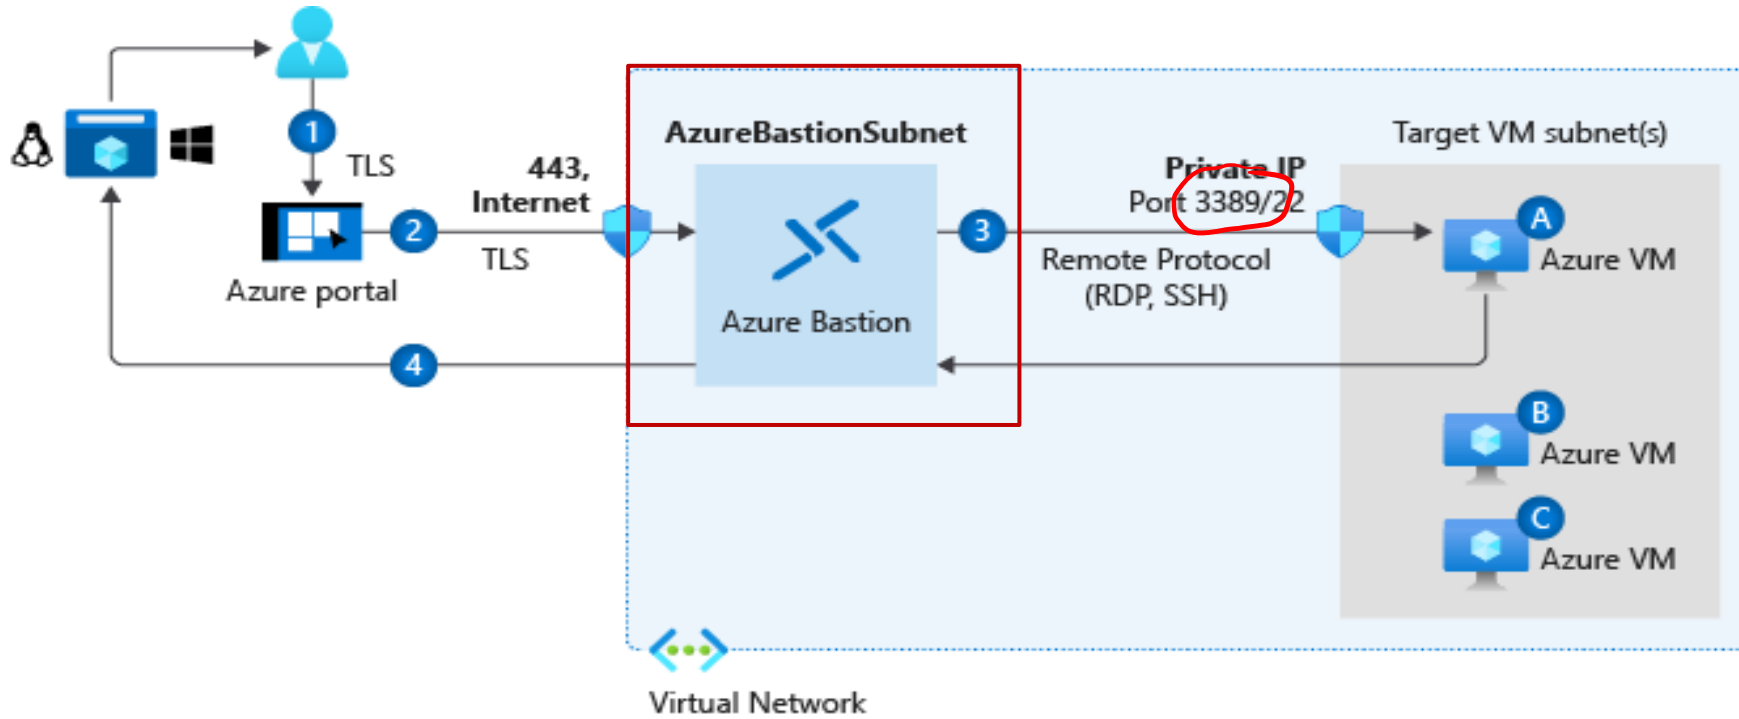 1
TLS
Azure portal
2
443,
Internet
TLS
AzureBastionSubnet
Azure Bastion
3
Private IP
Port 3389/22
Remote Protocol
(RDP, SSH)
Target VM subnet(s)
A
Azure VM
4
B
Azure VM
C
Azure VM
Virtual Network